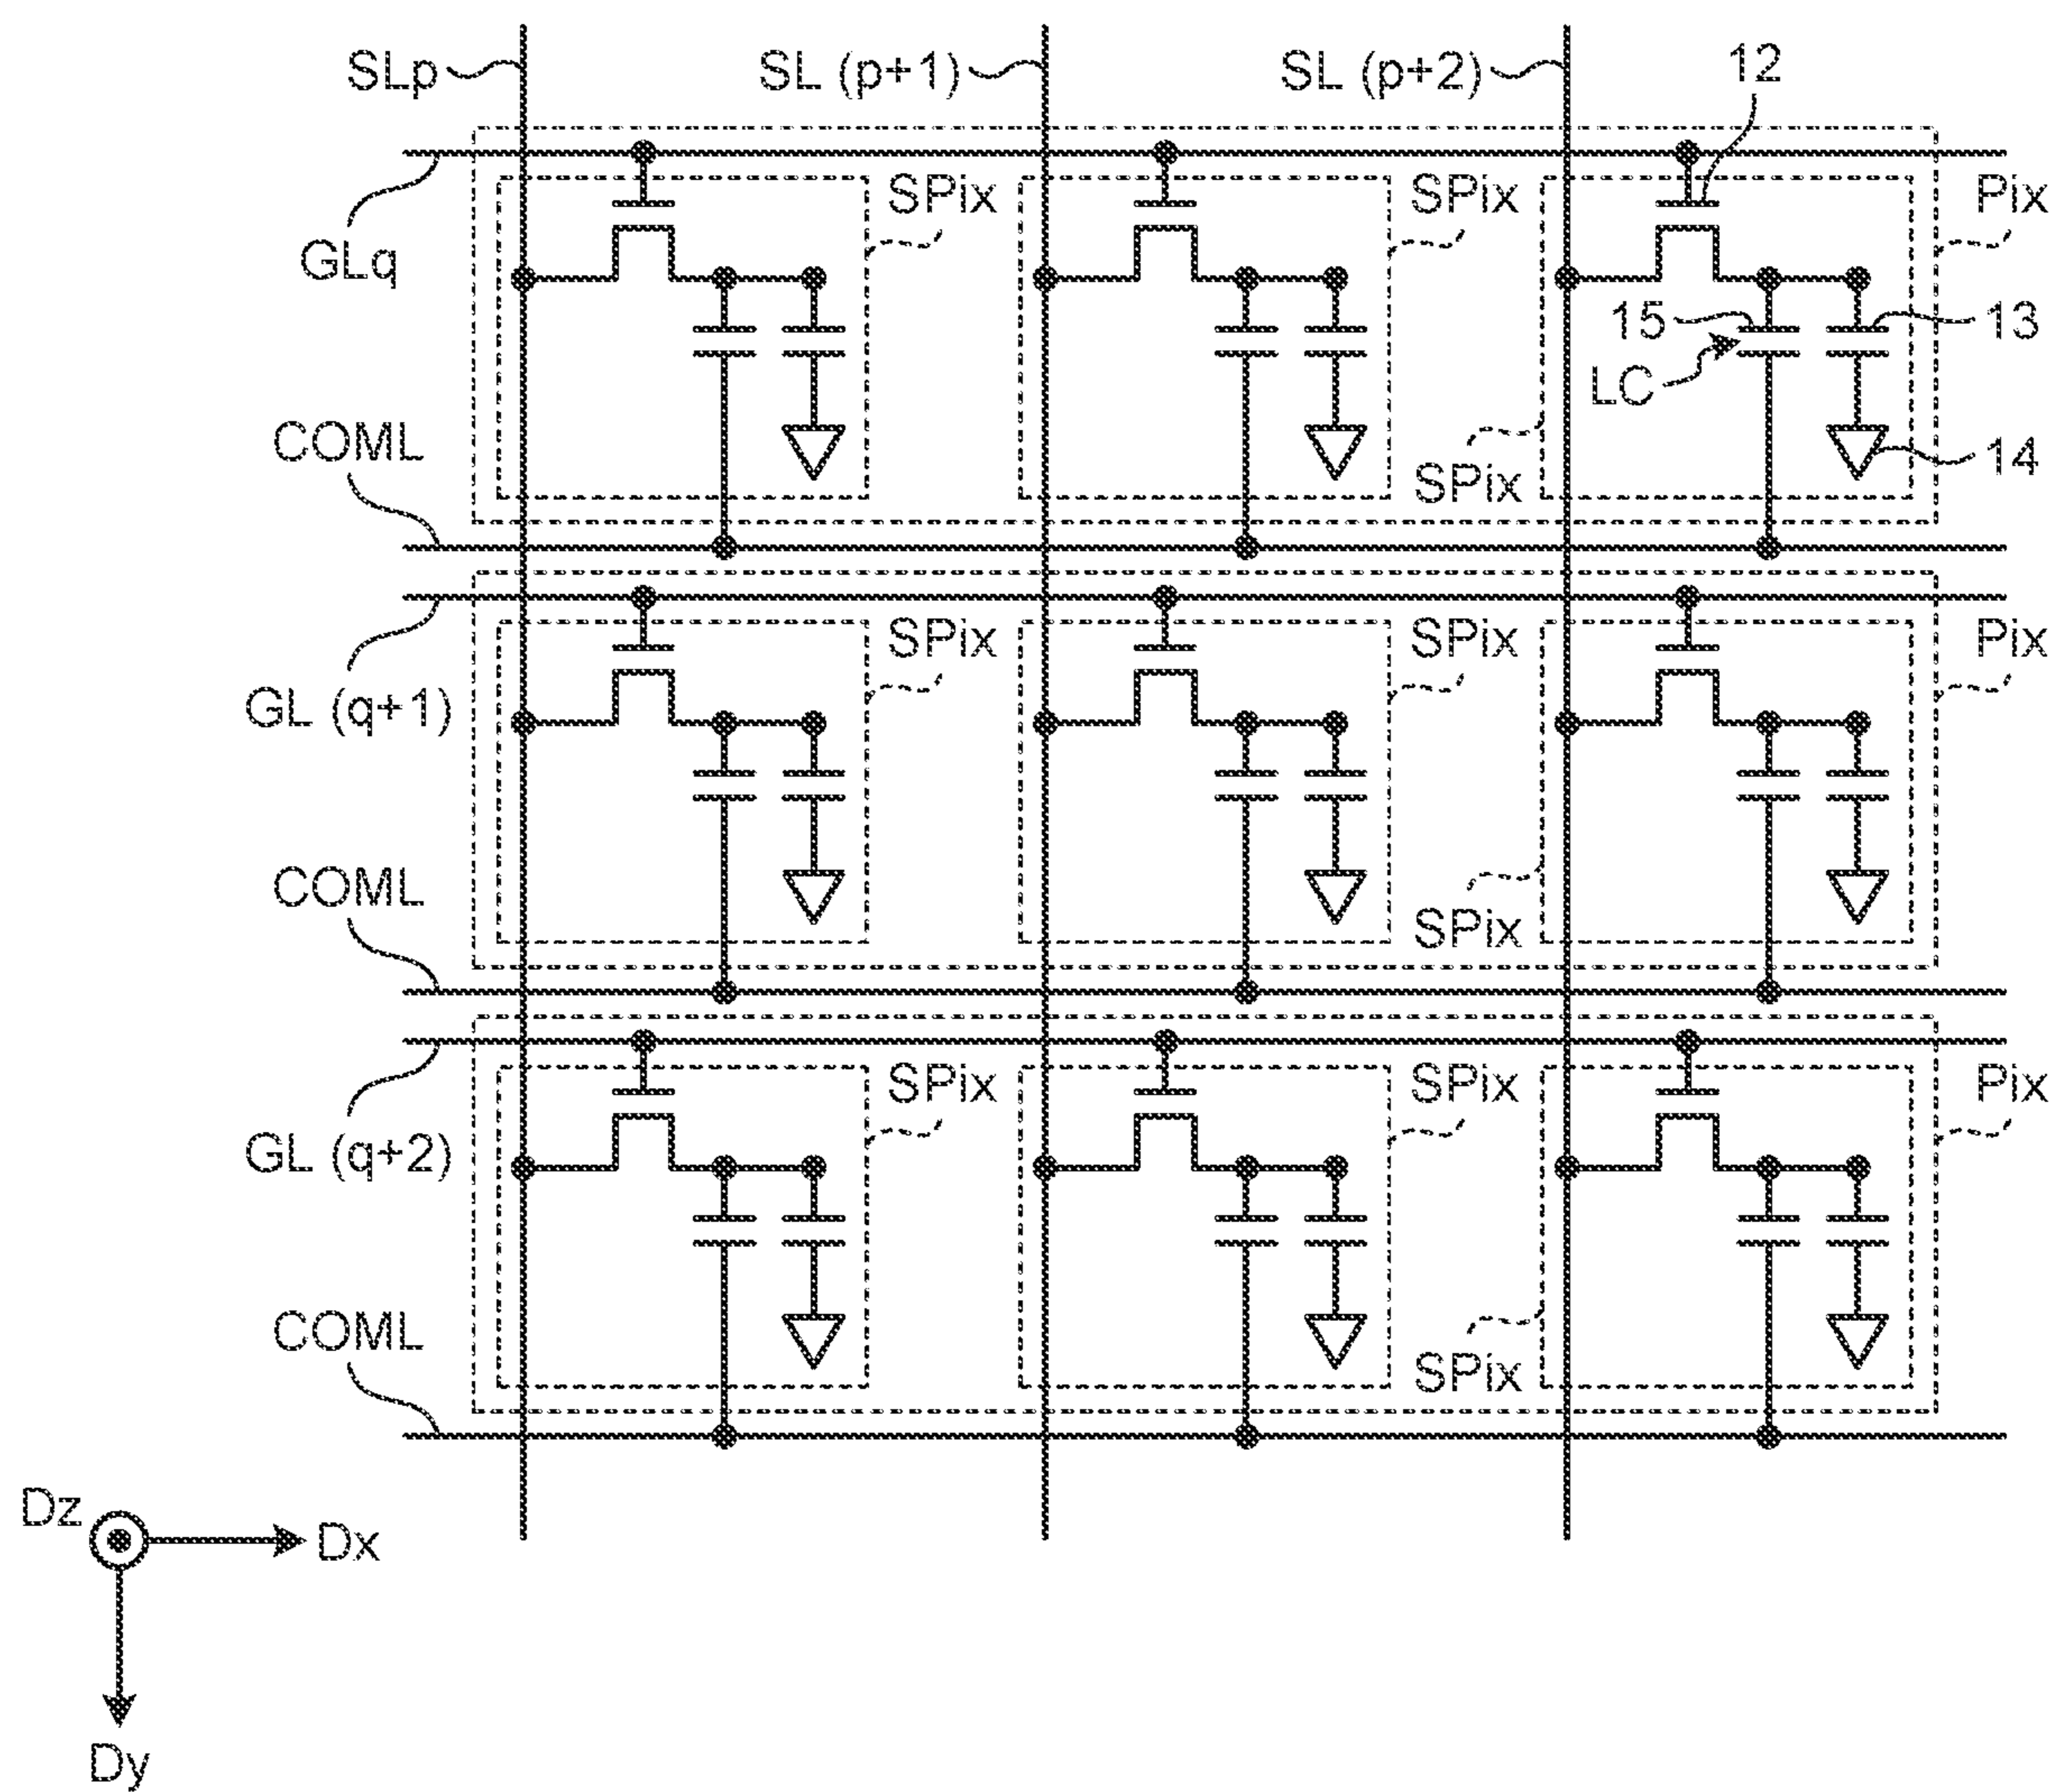 SLp
SL (p+1)
SL (p+2)
12
GLq
SPix
SPix
Pix
15
13
LC
COML
SPix
14
GL (q+1)
SPix
SPix
Pix
COML
SPix
GL (q+2)
SPix
SPix
Pix
COML
SPix
Dz
Dx
Dy